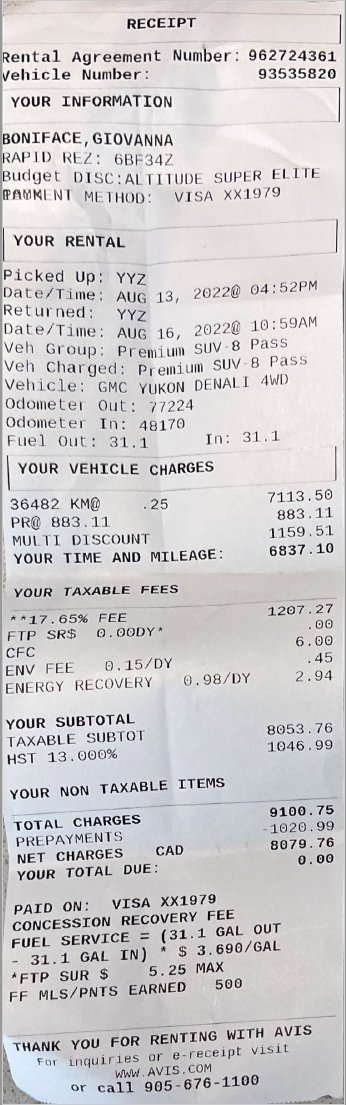 RECEIPT
Rental Agreement Number: 962724361
Vehicle Number: 93535820
YOUR INFORMATION
BONIFACE,GIOVANNA
RAPID REZ: 6BF34Z
Budget DISC:ALTITUDE SUPER ELITE
PAYMENT METHOD: VISA XX1979
YOUR RENTAL
Picked Up: YYZ
Date/Time: AUG 13, 2022@ 04:52PM
Returned: YYZ
Date/Time: AUG 16, 2022@ 10:59AM
Veh Group: Premium SUV-8 Pass
Veh Charged: Premium SUV-8 Pass
Vehicle: GMC YUKON DENALI 4WD
Odometer Out: 77224
Odometer In: 48170
Fuel Out: 31.1 In: 31.1
YOUR VEHICLE CHARGES
36482 KM@ .25 7113.50
PR@ 883.11 883.11
MULTI DISCOUNT 1159.51
YOUR TIME AND MILEAGE: 6837.10
YOUR TAXABLE FEES
**17.65% FEE 1207.27
FTP SR$ 0.00DY* .00
CFC 6.00
ENV FEE 0.15/DY .45
ENERGY RECOVERY 0.98/DY 2.94
YOUR SUBTOTAL
TAXABLE SUBTOT 8053.76
HST 13.000% 1046.99
YOUR NON TAXABLE ITEMS
TOTAL CHARGES 9100.75
PREPAYMENTS -1020.99
NET CHARGES CAD 8079.76
YOUR TOTAL DUE: 0.00
PAID ON: VISA XX1979
CONCESSION RECOVERY FEE
FUEL SERVICE = (31.1 GAL OUT
- 31.1 GAL IN) * $ 3.690/GAL
*FTP SUR $ 5.25 MAX
FF MLS/PNTS EARNED 500
THANK YOU FOR RENTING WITH AVIS
For inquiries or e-receipt visit
WWW.AVIS.COM
or call 905-676-1100